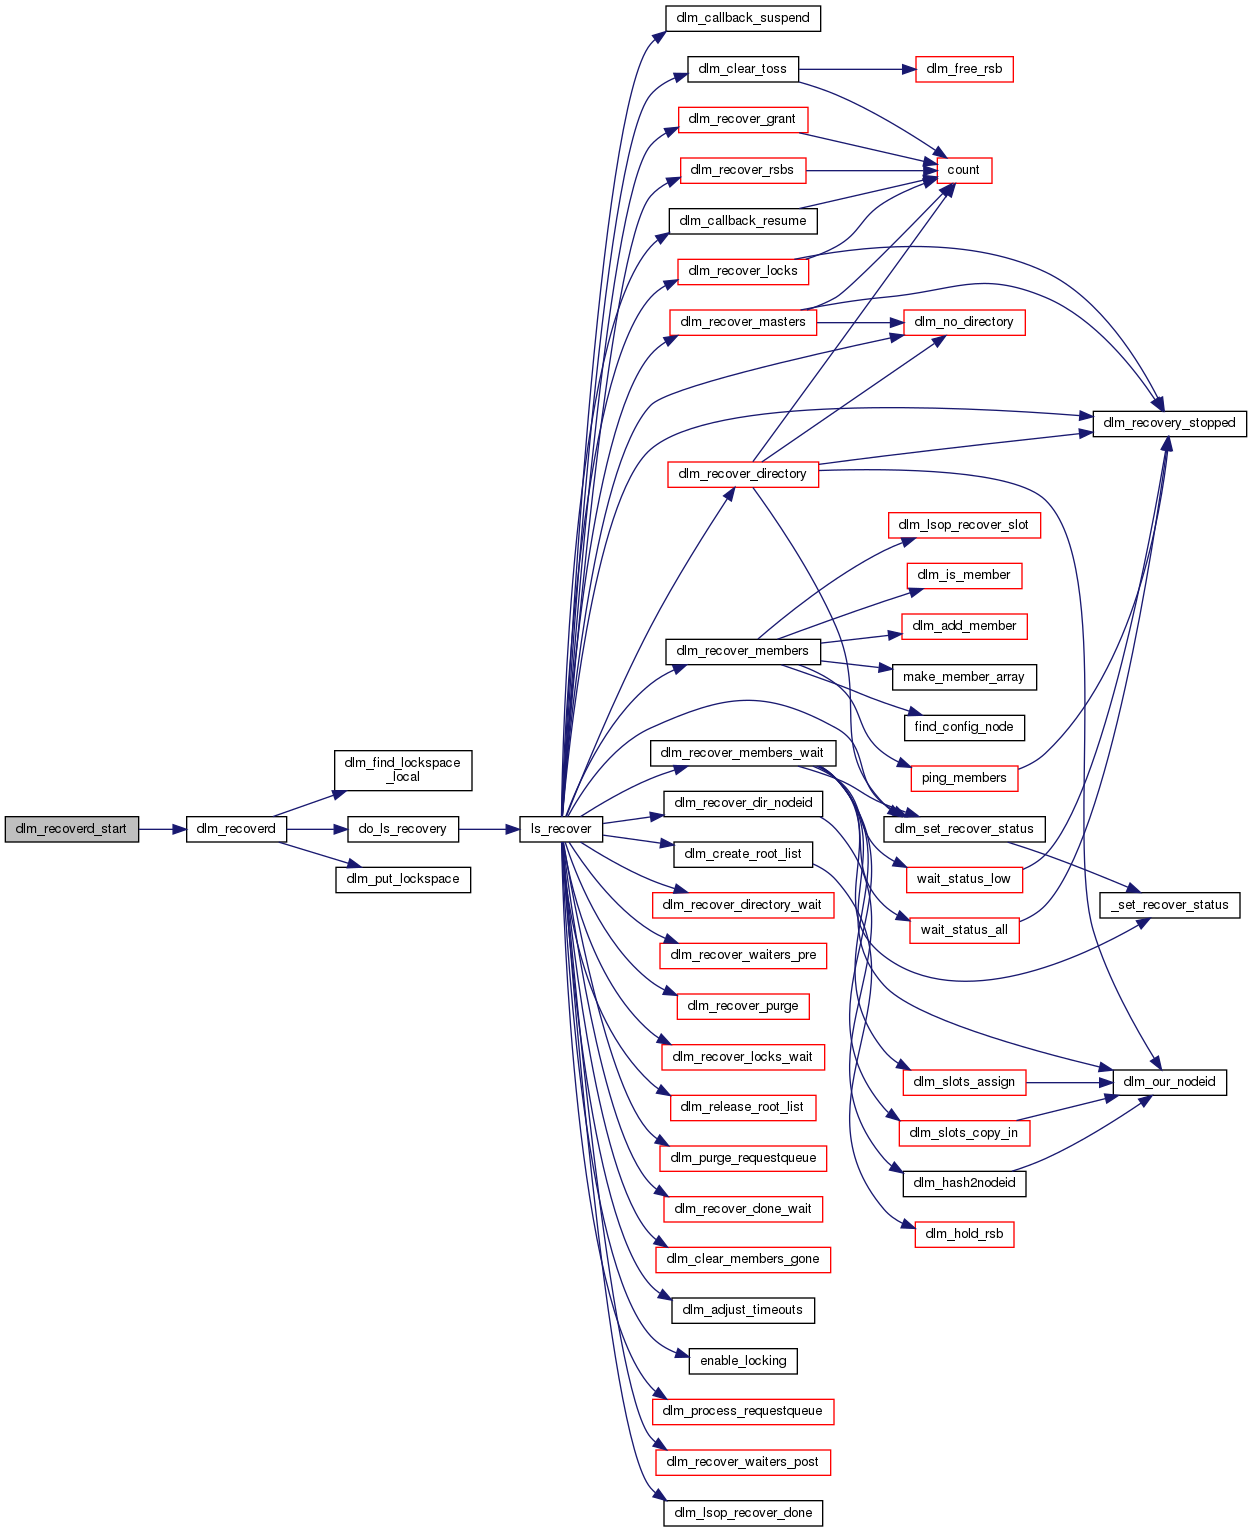 dlm_callback_suspend
dlm_clear_toss
dlm_free_rsb
dlm_recover_grant
dlm_recover_rsbs
count
dlm_callback_resume
dlm_recover_locks
dlm_recover_masters
dlm_no_directory
dlm_recovery_stopped
dlm_recover_directory
dlm_lsop_recover_slot
dlm_is_member
dlm_add_member
dlm_recover_members
make_member_array
find_config_node
dlm_recover_members_wait
dlm_find_lockspace
_local
ping_members
dlm_recover_dir_nodeid
dlm_recoverd_start
dlm_recoverd
do_ls_recovery
ls_recover
dlm_set_recover_status
dlm_create_root_list
dlm_put_lockspace
wait_status_low
dlm_recover_directory_wait
_set_recover_status
wait_status_all
dlm_recover_waiters_pre
dlm_recover_purge
dlm_recover_locks_wait
dlm_slots_assign
dlm_our_nodeid
dlm_release_root_list
dlm_slots_copy_in
dlm_purge_requestqueue
dlm_hash2nodeid
dlm_recover_done_wait
dlm_hold_rsb
dlm_clear_members_gone
dlm_adjust_timeouts
enable_locking
dlm_process_requestqueue
dlm_recover_waiters_post
dlm_lsop_recover_done